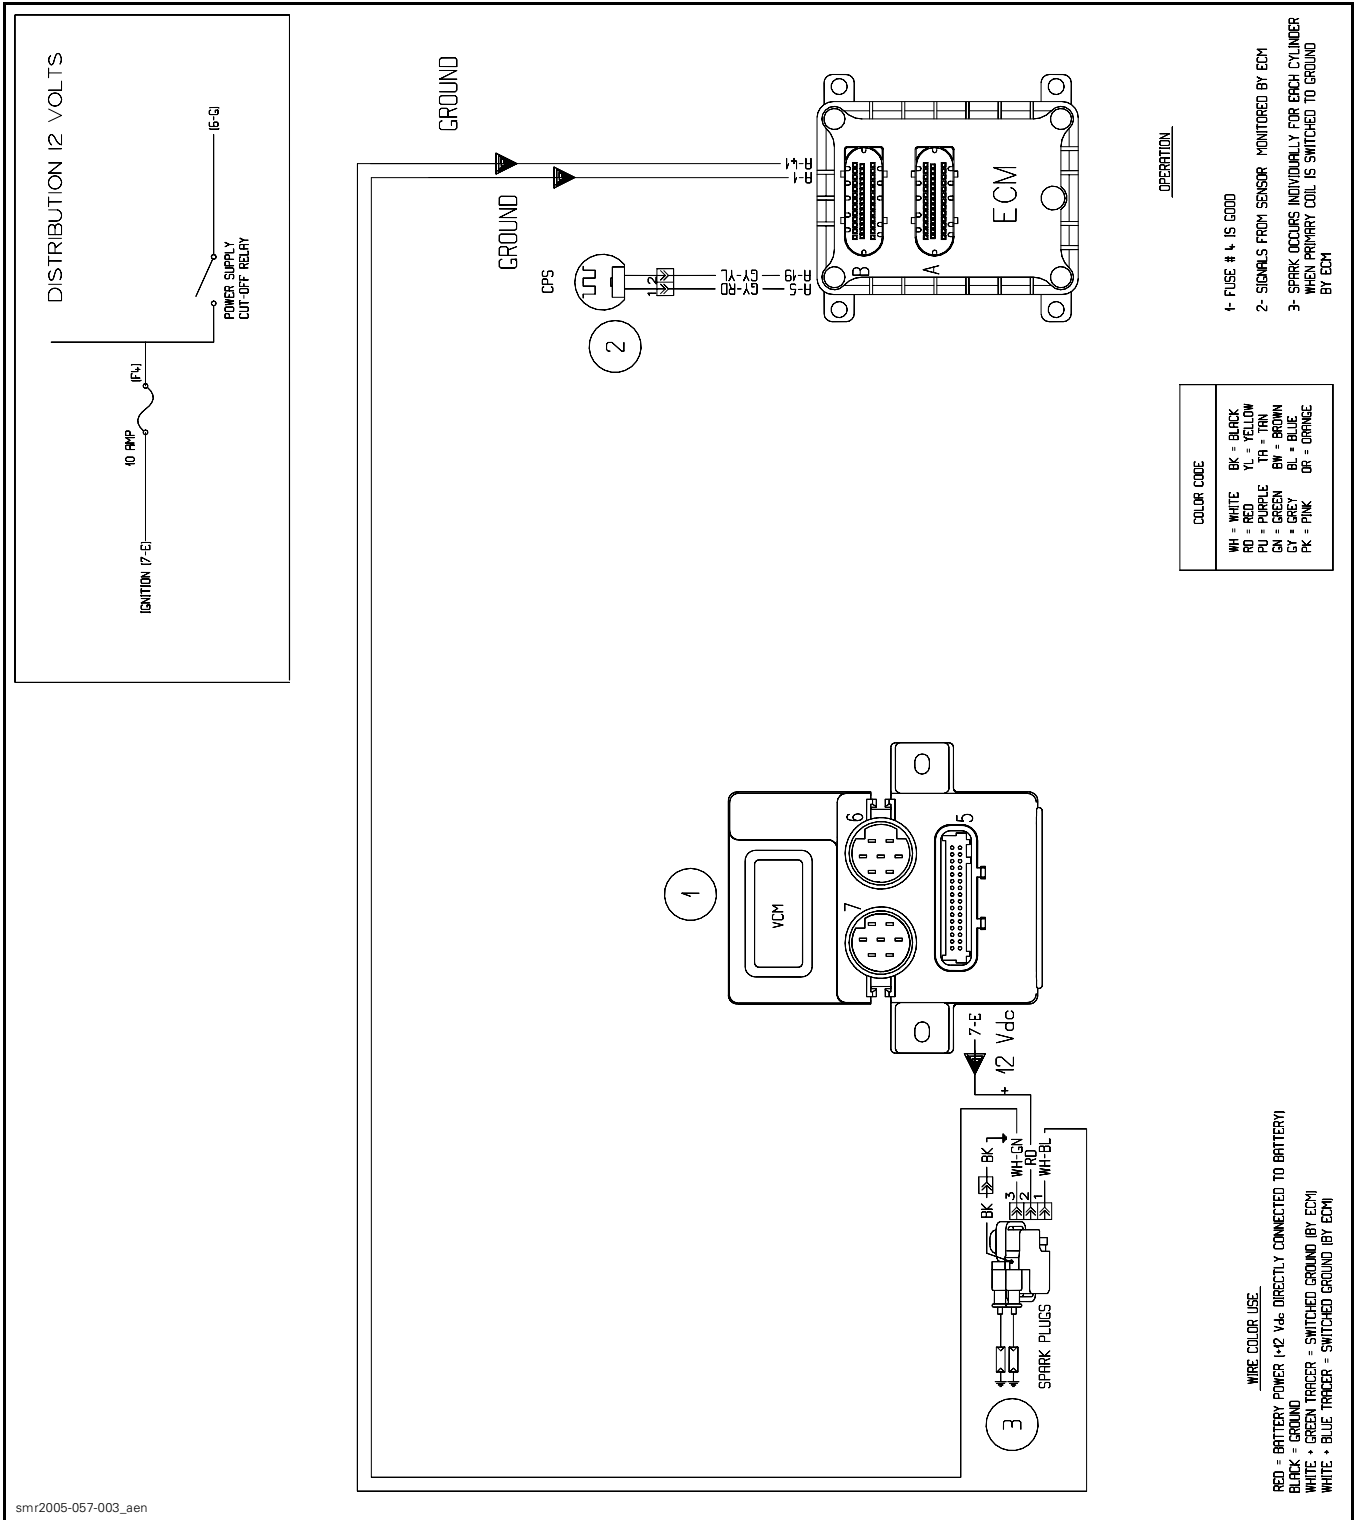 DISTRIBUTION 12 VOLTS
IGNITION (7-E)
10 AMP
(F4)
POWER SUPPLY
CUT-OFF RELAY
(6-G)
GROUND
GROUND
A-41
A-1
CPS
1
2
GY-YL
GY-RD
A-19
A-5
2
B
A
ECM
OPERATION
1- FUSE # 4 IS GOOD
2- SIGNALS FROM SENSOR MONITORED BY ECM
3- SPARK OCCURS INDIVIDUALLY FOR EACH CYLINDER
WHEN PRIMARY COIL IS SWITCHED TO GROUND
BY ECM
COLOR CODE
WH = WHITE BK = BLACK
RD = RED YL = YELLOW
PU = PURPLE TA = TAN
GN = GREEN BW = BROWN
GY = GREY BL = BLUE
PK = PINK OR = ORANGE
1
VCM
7
6
5
7-E
+ 12 Vdc
BK
BK
3
2
1
WH-GN
RD
WH-BL
SPARK PLUGS
3
WIRE COLOR USE
RED = BATTERY POWER (+12 Vdc DIRECTLY CONNECTED TO BATTERY)
BLACK = GROUND
WHITE + GREEN TRACER = SWITCHED GROUND (BY ECM)
WHITE + BLUE TRACER = SWITCHED GROUND (BY ECM)
smr2005-057-003_aen